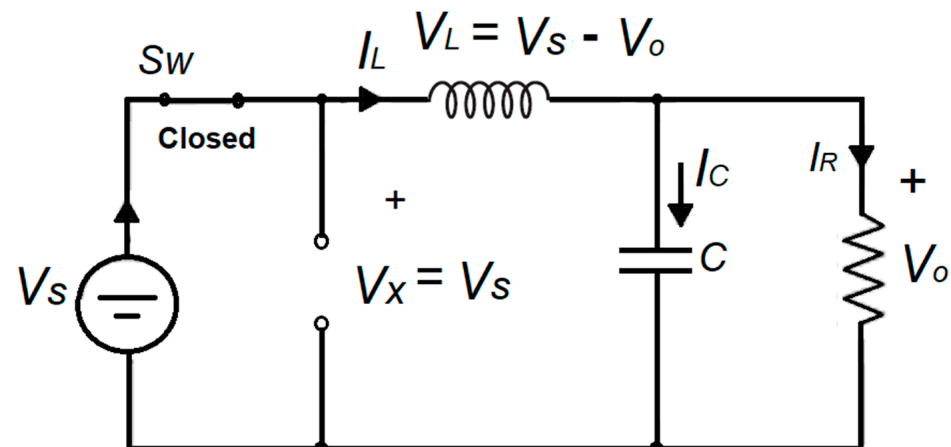 Sw
Closed
IL
VL = Vs - Vo
Vs
+
Vx = Vs
IC
C
IR
+
Vo